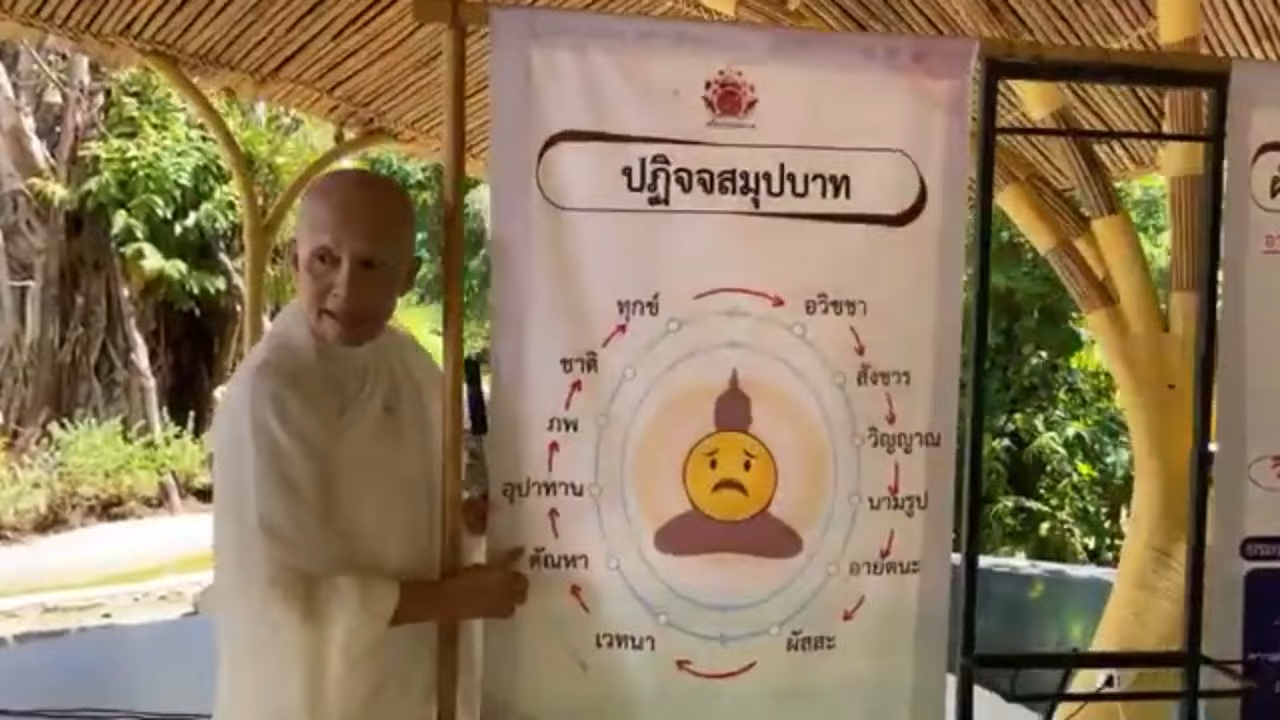 ปฏิจจสมุปบาท
ทุกข์
อวิชชา
ชาติ
สังขาร
ภพ
วิญญาณ
อุปาทาน
นามรูป
ตัณหา
อายตนะ
เวทนา
ผัสสะ